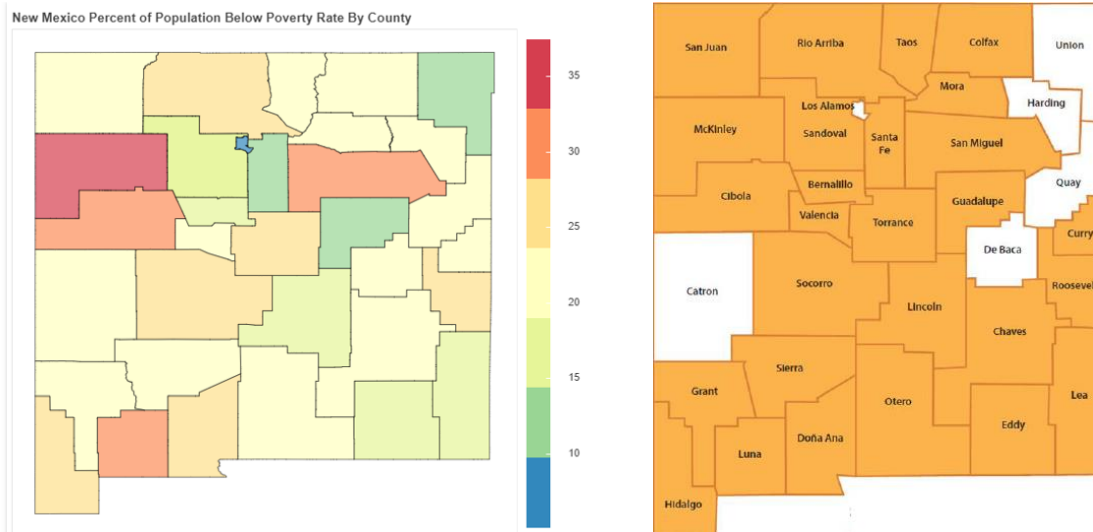 New Mexico Percent of Population Below Poverty Rate By County
35
30
25
20
15
10
San Juan
Rio Arriba
Taos
Colfax
Union
Mora
Harding
Los Alamos
McKinley
Sandoval
Santa
Fe
San Miguel
Quay
Bernalillo
Cibola
Guadalupe
Valencia
Torrance
Curry
De Baca
Catron
Socorro
Lincoln
Roosevel
Chaves
Sierra
Grant
Otero
Lea
Eddy
Doña Ana
Luna
Hidalgo